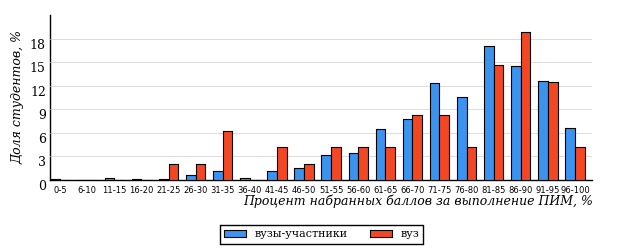 Доля студентов, %
18
15
12
9
6
3
0
0-5 6-10 11-15 16-20 21-25 26-30 31-35 36-40 41-45 46-50 51-55 56-60 61-65 66-70 71-75 76-80 81-85 86-90 91-95 96-100
Процент набранных баллов за выполнение ПИМ, %
вузы-участники вуз